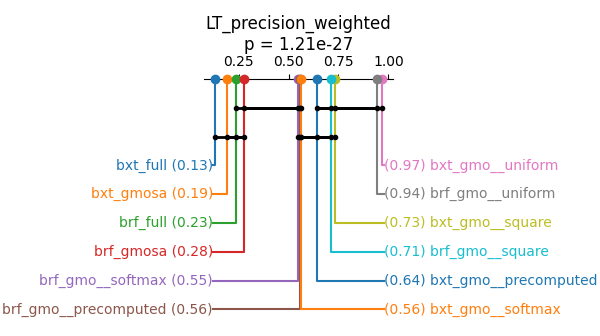 LT_precision_weighted
p = 1.21e-27
0.25 0.50 0.75 1.00
bxt_full (0.13) (0.97) bxt_gmo__uniform
bxt_gmosa (0.19) (0.94) brf_gmo__uniform
brf_full (0.23) (0.73) bxt_gmo__square
brf_gmosa (0.28) (0.71) brf_gmo__square
brf_gmo__softmax (0.55) (0.64) bxt_gmo__precomputed
brf_gmo__precomputed (0.56) (0.56) bxt_gmo__softmax